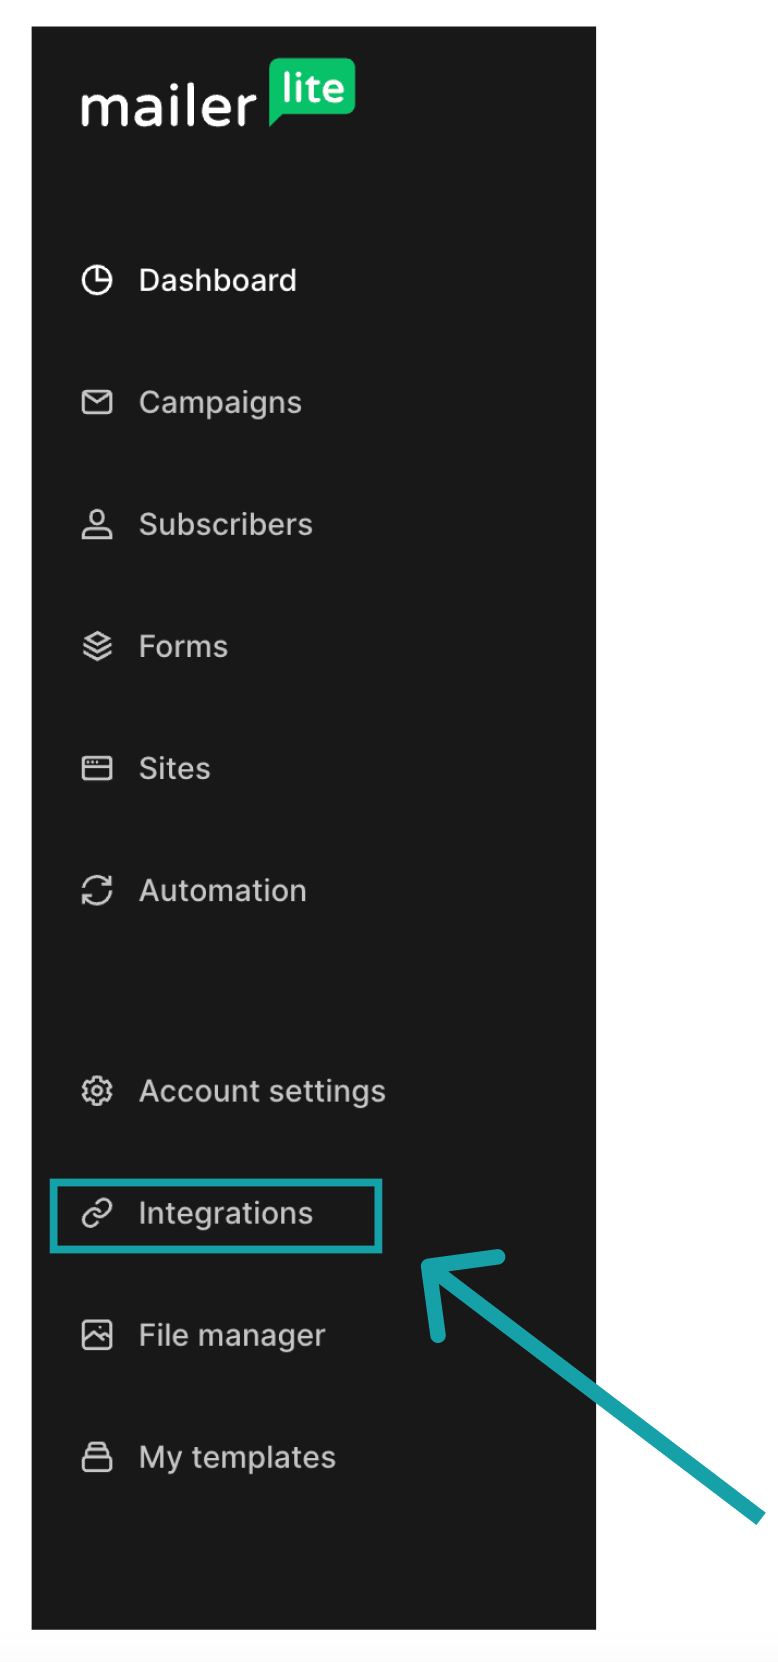 mailer lite
Dashboard
Campaigns
Subscribers
Forms
Sites
Automation
Account settings
Integrations
File manager
My templates